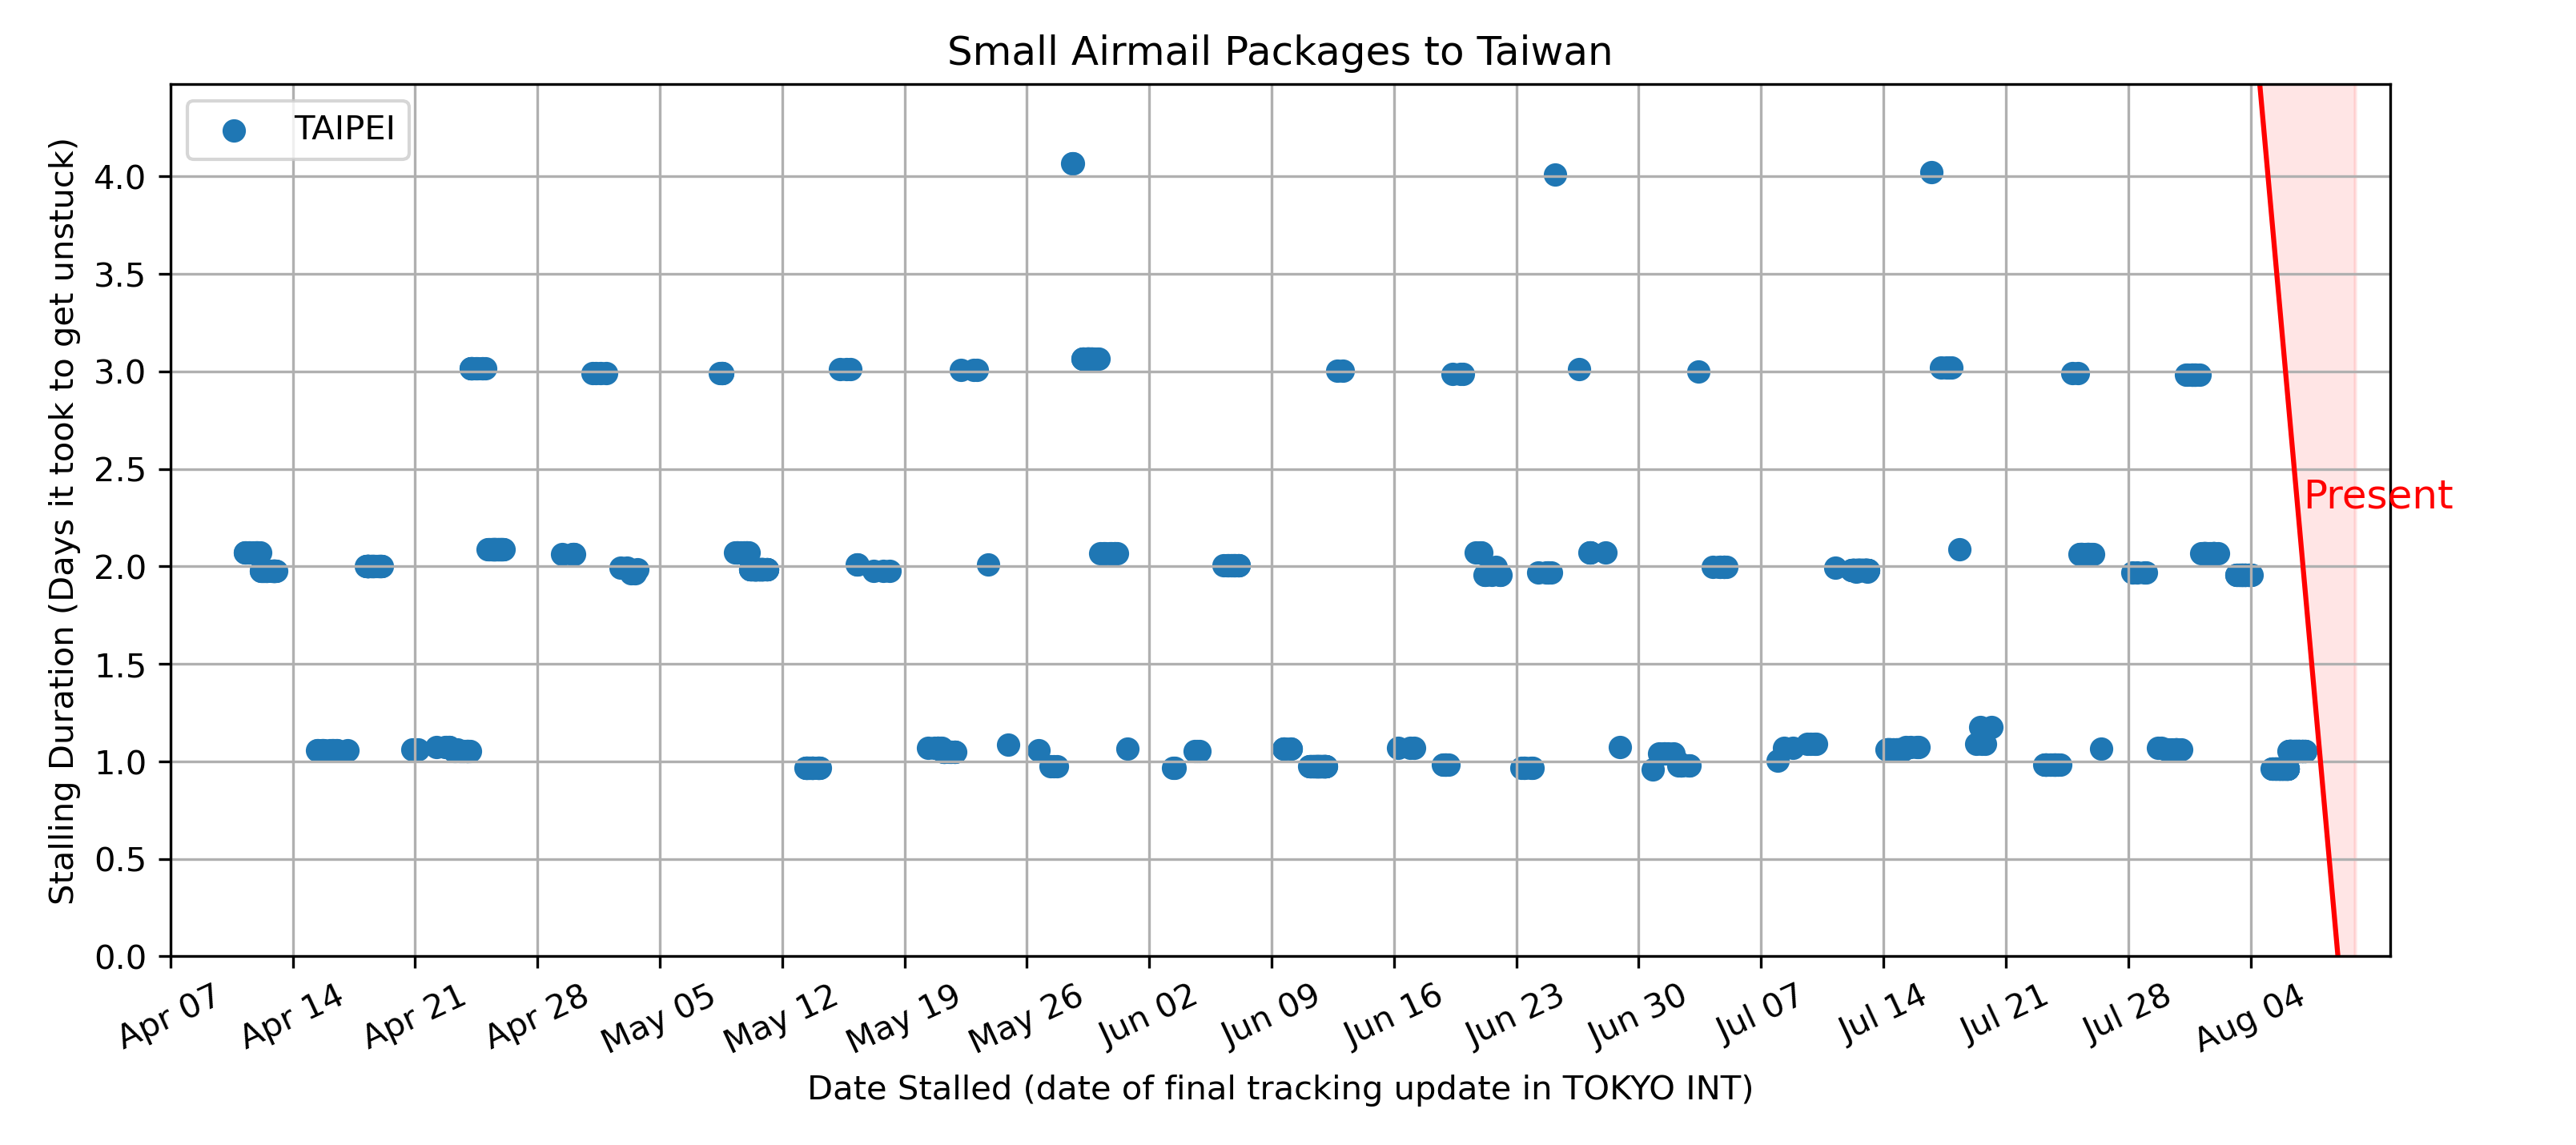 Small Airmail Packages to Taiwan
TAIPEI
Stalling Duration (Days it took to get unstuck)
4.0
3.5
3.0
2.5
2.0
1.5
1.0
0.5
0.0
Present
Apr 07
Apr 14
Apr 21
Apr 28
May 05
May 12
May 19
May 26
Jun 02
Jun 09
Jun 16
Jun 23
Jun 30
Jul 07
Jul 14
Jul 21
Jul 28
Aug 04
Date Stalled (date of final tracking update in TOKYO INT)